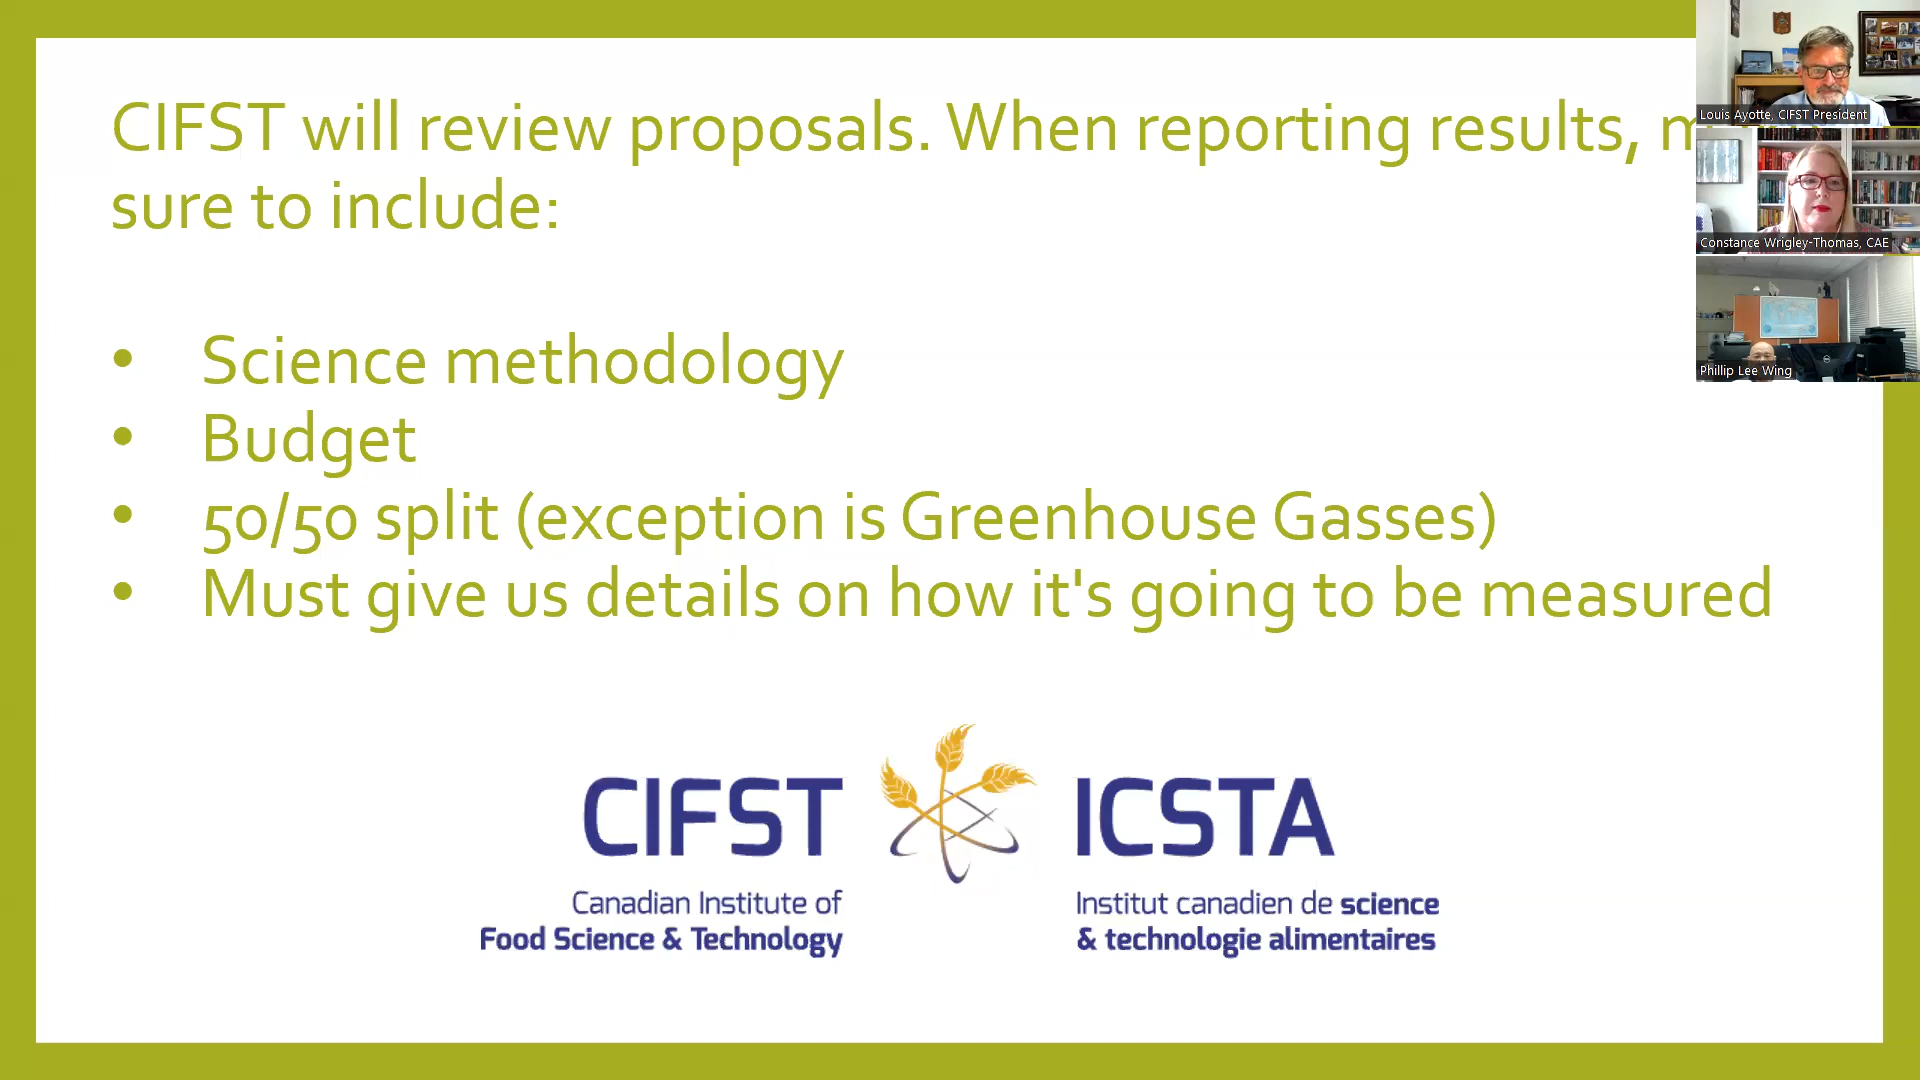 CIFST will review proposals. When reporting results,
sure to include:
• Science methodology
• Budget
• 50/50 split (exception is Greenhouse Gasses)
• Must give us details on how it's going to be measured
CIFST
Canadian Institute of
Food Science & Technology
ICSTA
Institut canadien de science
& technologie alimentaires
Louis Ayotte, CIFST President
Constance Wrigley-Thomas, CAE
Phillip Lee Wing